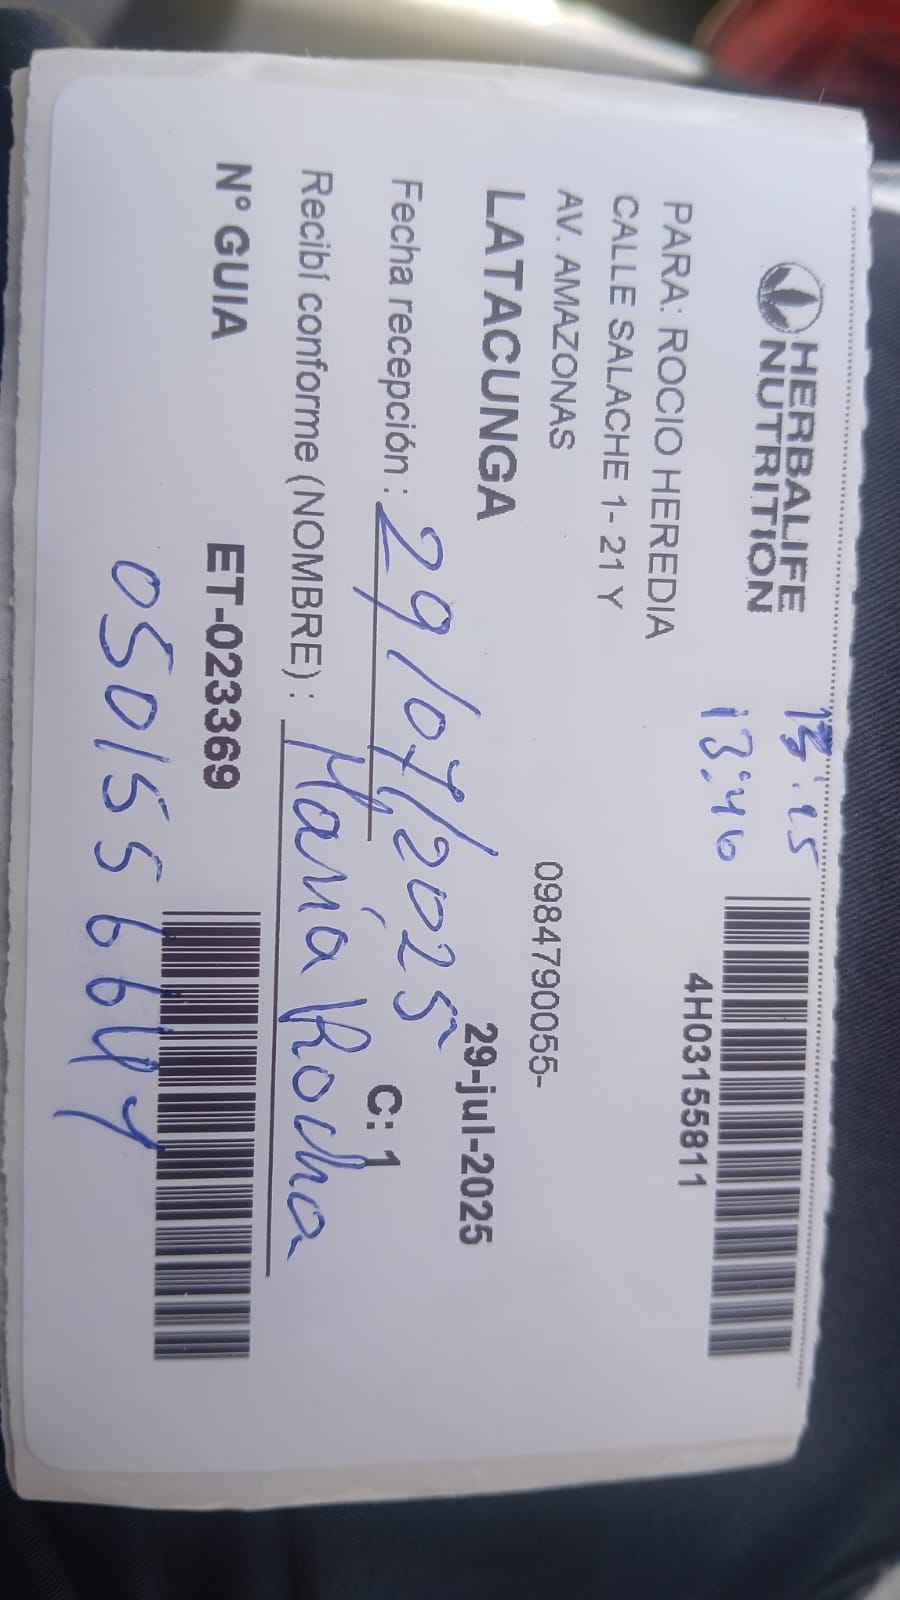 HERBALIFE
NUTRITION
13:15
13:40
4H03155811
PARA: ROCIO HEREDIA
CALLE SALACHE 1- 21 Y
AV. AMAZONAS
0984790055-
LATACUNGA
29-jul-2025
Fecha recepción : 29/07/2025
C: 1
Recibí conforme (NOMBRE) : María Rocha
N° GUIA
ET-023369